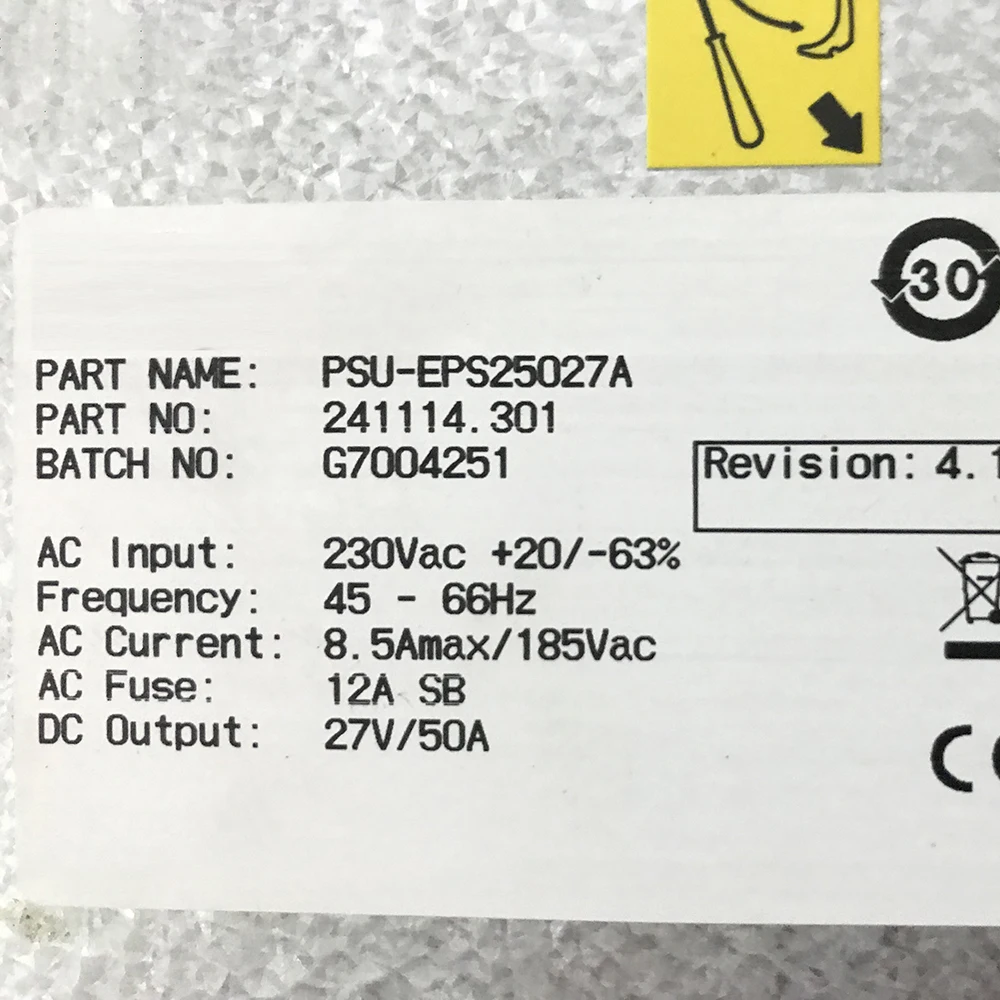 30
PART NAME: PSU-EPS25027A
PART NO: 241114.301
BATCH NO: G7004251
Revision: 4.1
AC Input: 230Vac +20/-63%
Frequency: 45 - 66Hz
AC Current: 8.5Amax/185Vac
AC Fuse: 12A SB
DC Output: 27V/50A